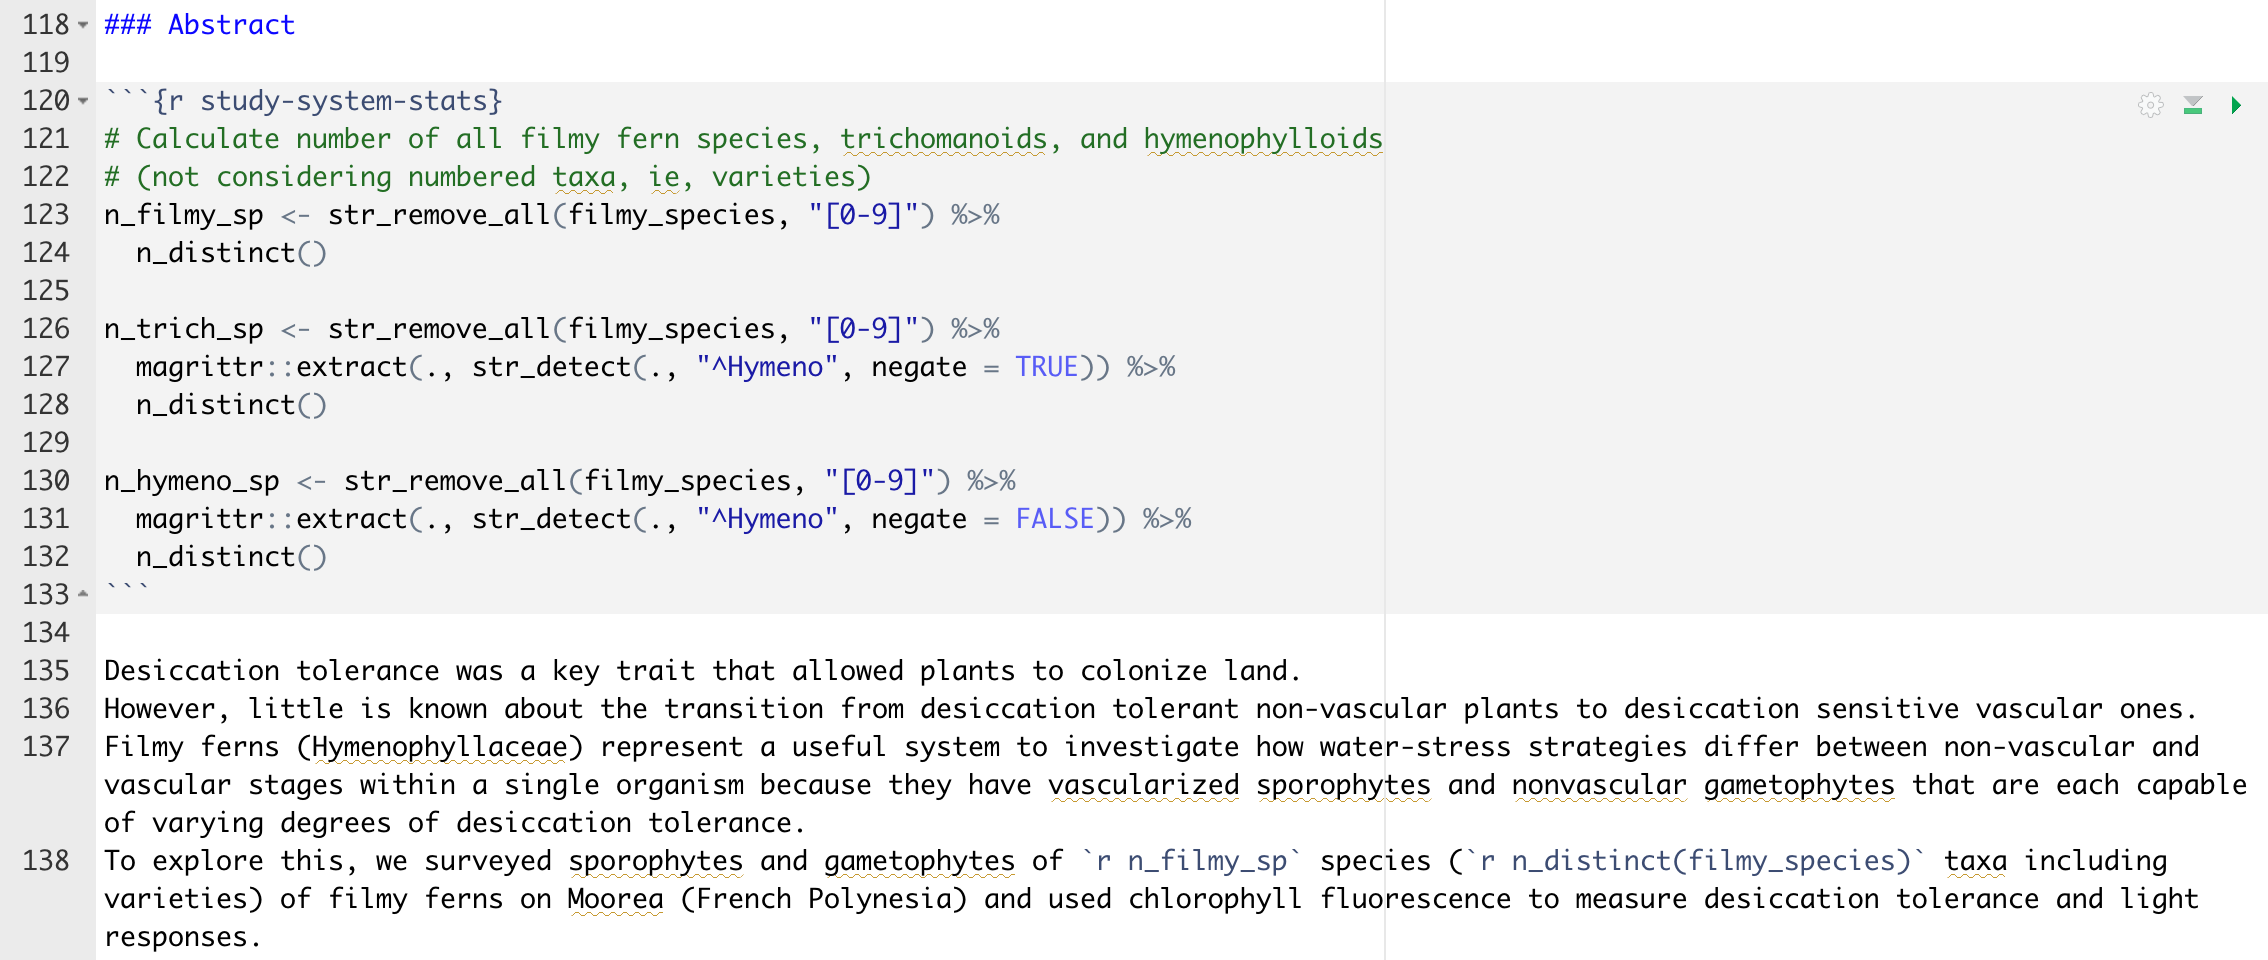 118 ### Abstract
119
120 ```{r study-system-stats}
121 # Calculate number of all filmy fern species, trichomanoids, and hymenophylloids
122 # (not considering numbered taxa, ie, varieties)
123 n_filmy_sp <- str_remove_all(filmy_species, "[0-9]") %>%
124   n_distinct()
125
126 n_trich_sp <- str_remove_all(filmy_species, "[0-9]") %>%
127   magrittr::extract(., str_detect(., "^Hymeno", negate = TRUE)) %>%
128   n_distinct()
129
130 n_hymeno_sp <- str_remove_all(filmy_species, "[0-9]") %>%
131   magrittr::extract(., str_detect(., "^Hymeno", negate = FALSE)) %>%
132   n_distinct()
133 ```
134
135 Desiccation tolerance was a key trait that allowed plants to colonize land.
136 However, little is known about the transition from desiccation tolerant non-vascular plants to desiccation sensitive vascular ones.
137 Filmy ferns (Hymenophyllaceae) represent a useful system to investigate how water-stress strategies differ between non-vascular and
vascular stages within a single organism because they have vascularized sporophytes and nonvascular gametophytes that are each capable
of varying degrees of desiccation tolerance.
138 To explore this, we surveyed sporophytes and gametophytes of `r n_filmy_sp` species (`r n_distinct(filmy_species)` taxa including
varieties) of filmy ferns on Moorea (French Polynesia) and used chlorophyll fluorescence to measure desiccation tolerance and light
responses.